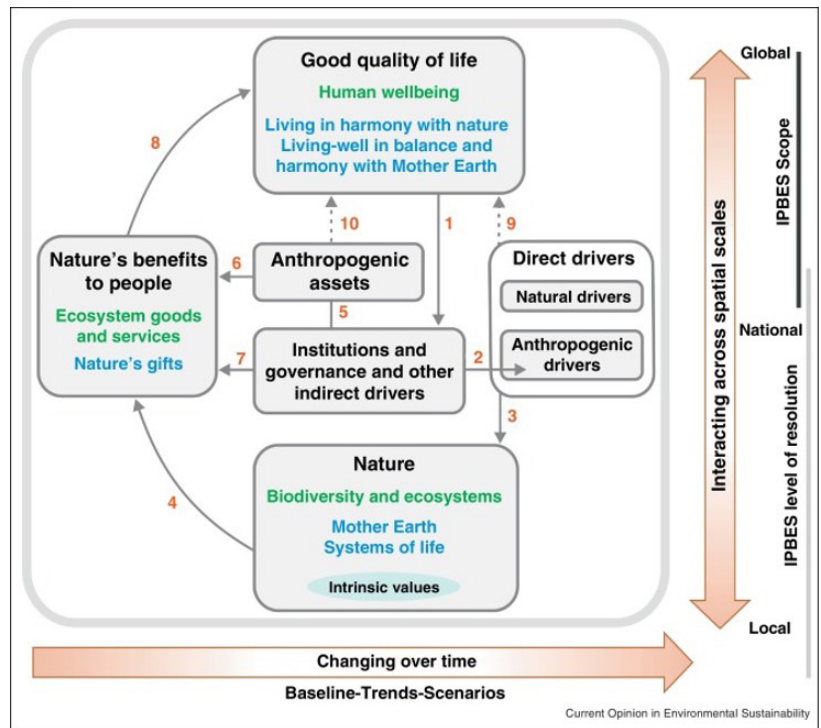 Good quality of life
Human wellbeing
Living in harmony with nature
Living-well in balance and
harmony with Mother Earth
8
10
1
9
Nature's benefits
to people
Ecosystem goods
and services
Nature's gifts
6
Anthropogenic
assets
5
Direct drivers
Natural drivers
Anthropogenic
drivers
7
Institutions and
governance and other
indirect drivers
2
3
4
Nature
Biodiversity and ecosystems
Mother Earth
Systems of life
Intrinsic values
Global
National
Local
Interacting across spatial scales
IPBES Scope
IPBES level of resolution
Changing over time
Baseline-Trends-Scenarios
Current Opinion in Environmental Sustainability